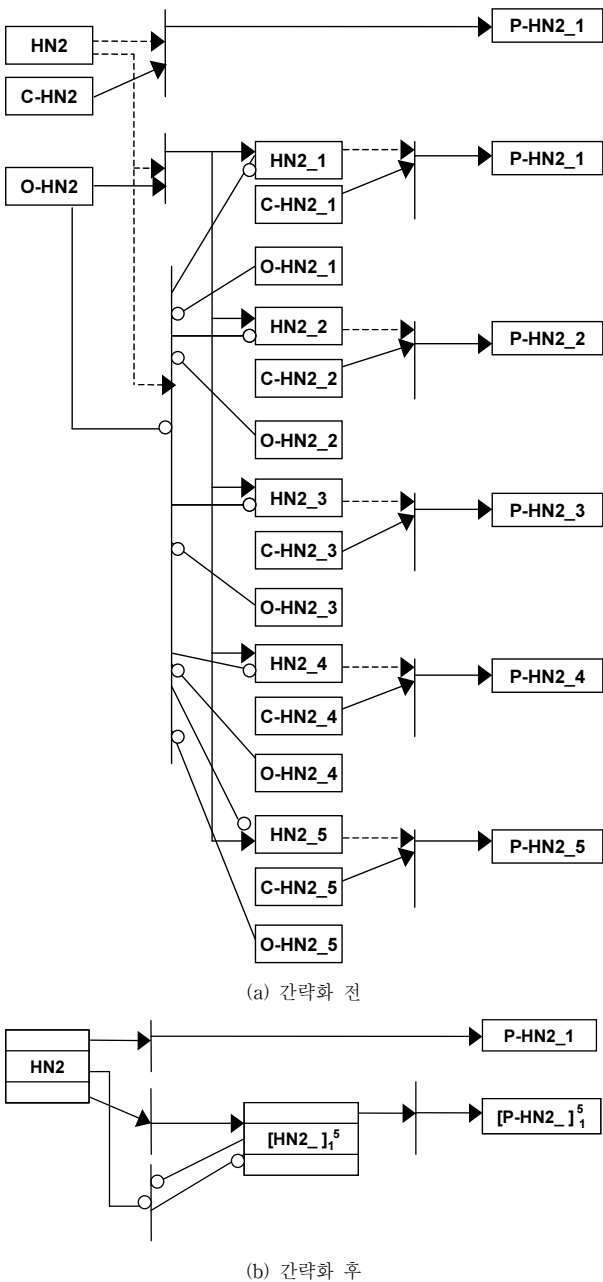 HN2
P-HN2_1
C-HN2
O-HN2
HN2_1
P-HN2_1
C-HN2_1
O-HN2_1
HN2_2
P-HN2_2
C-HN2_2
O-HN2_2
HN2_3
P-HN2_3
C-HN2_3
O-HN2_3
HN2_4
P-HN2_4
C-HN2_4
O-HN2_4
HN2_5
P-HN2_5
C-HN2_5
O-HN2_5
(a) 간략화 전
HN2
P-HN2_1
[HN2_ ]₁⁵
[P-HN2_ ]₁⁵
(b) 간략화 후